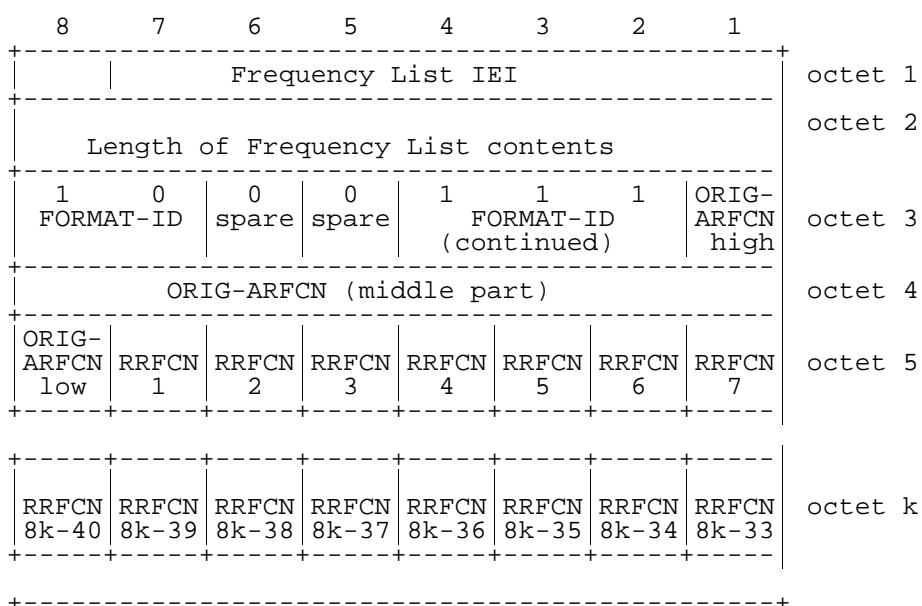 8 7 6 5 4 3 2 1
Frequency List IEI octet 1
octet 2
Length of Frequency List contents
1 0 0 0 1 1 1 ORIG-
FORMAT-ID spare spare FORMAT-ID ARFCN octet 3
(continued) high
ORIG-ARFCN (middle part) octet 4
ORIG-
ARFCN RRFCN RRFCN RRFCN RRFCN RRFCN RRFCN RRFCN octet 5
low 1 2 3 4 5 6 7
RRFCN RRFCN RRFCN RRFCN RRFCN RRFCN RRFCN RRFCN octet k
8k-40 8k-39 8k-38 8k-37 8k-36 8k-35 8k-34 8k-33